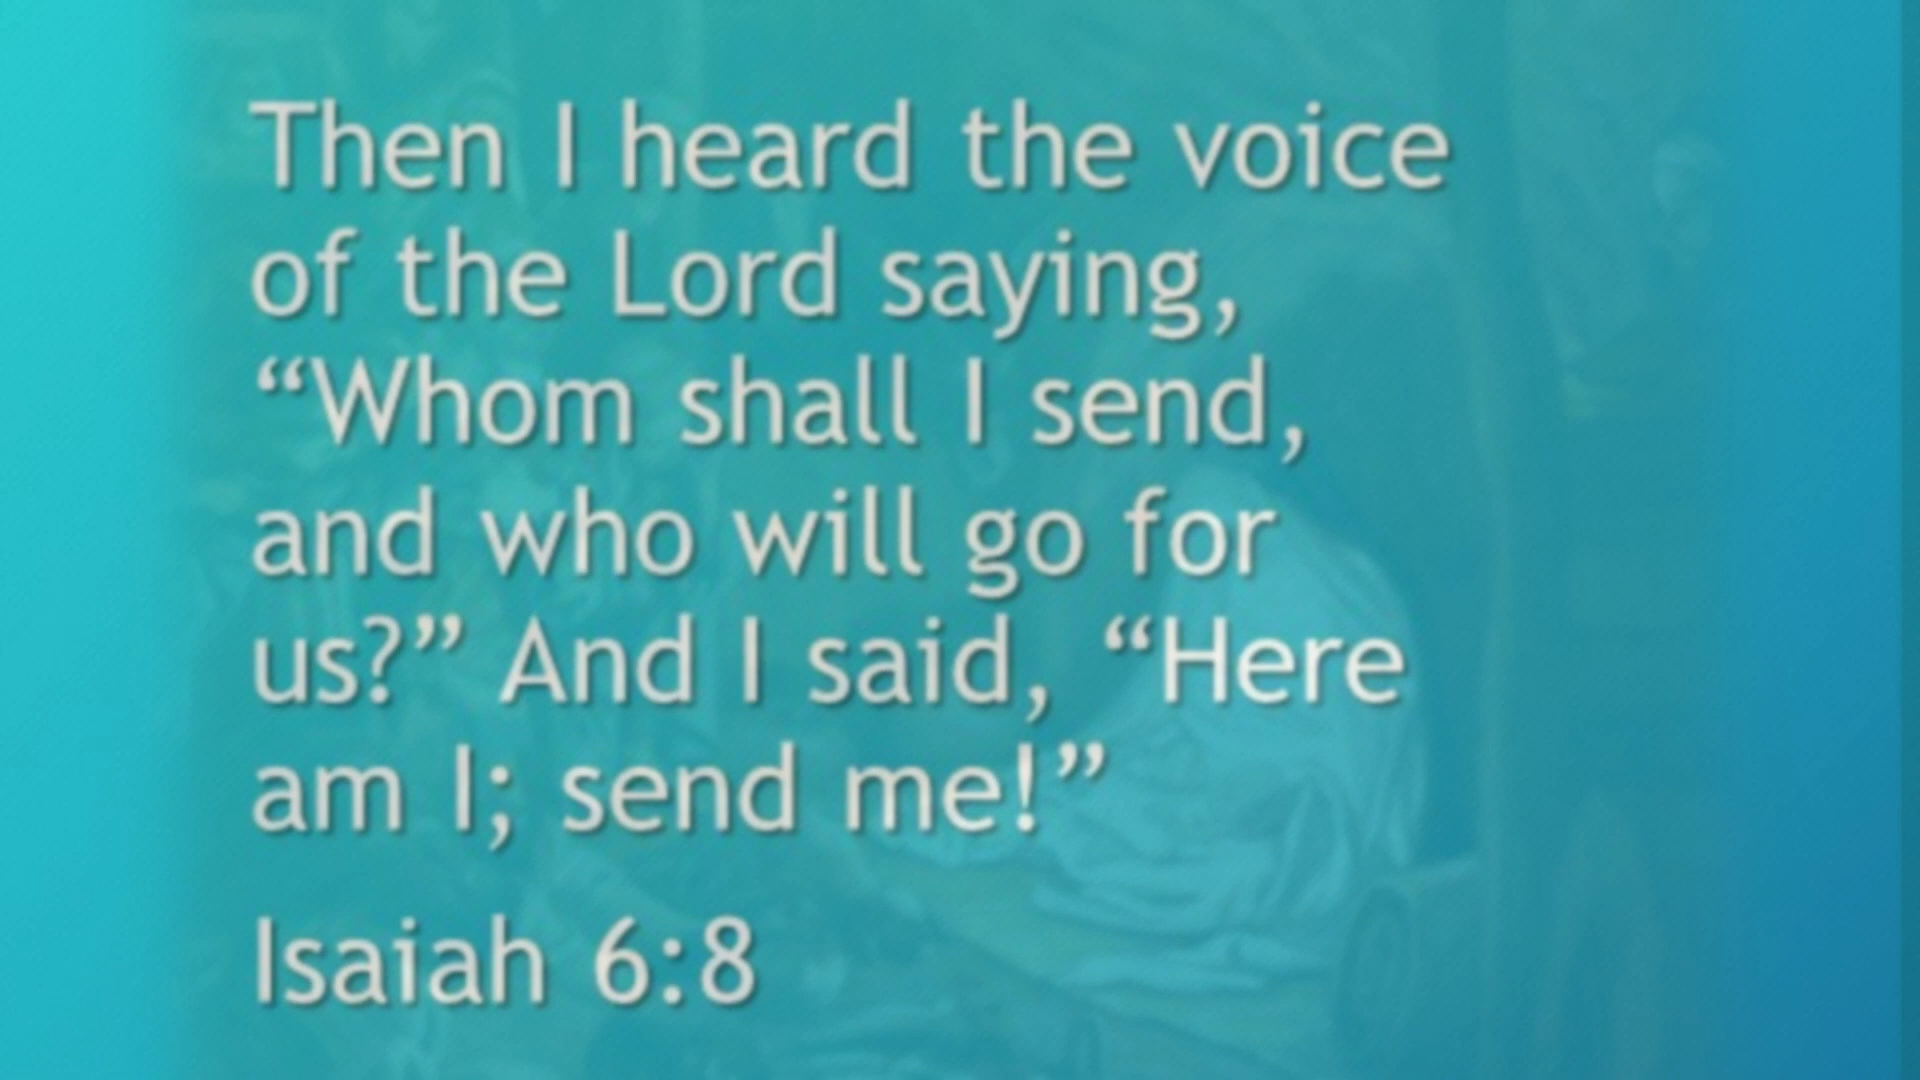 Then I heard the voice
of the Lord saying,
“Whom shall I send,
and who will go for
us?” And I said, “Here
am I; send me!”
Isaiah 6:8